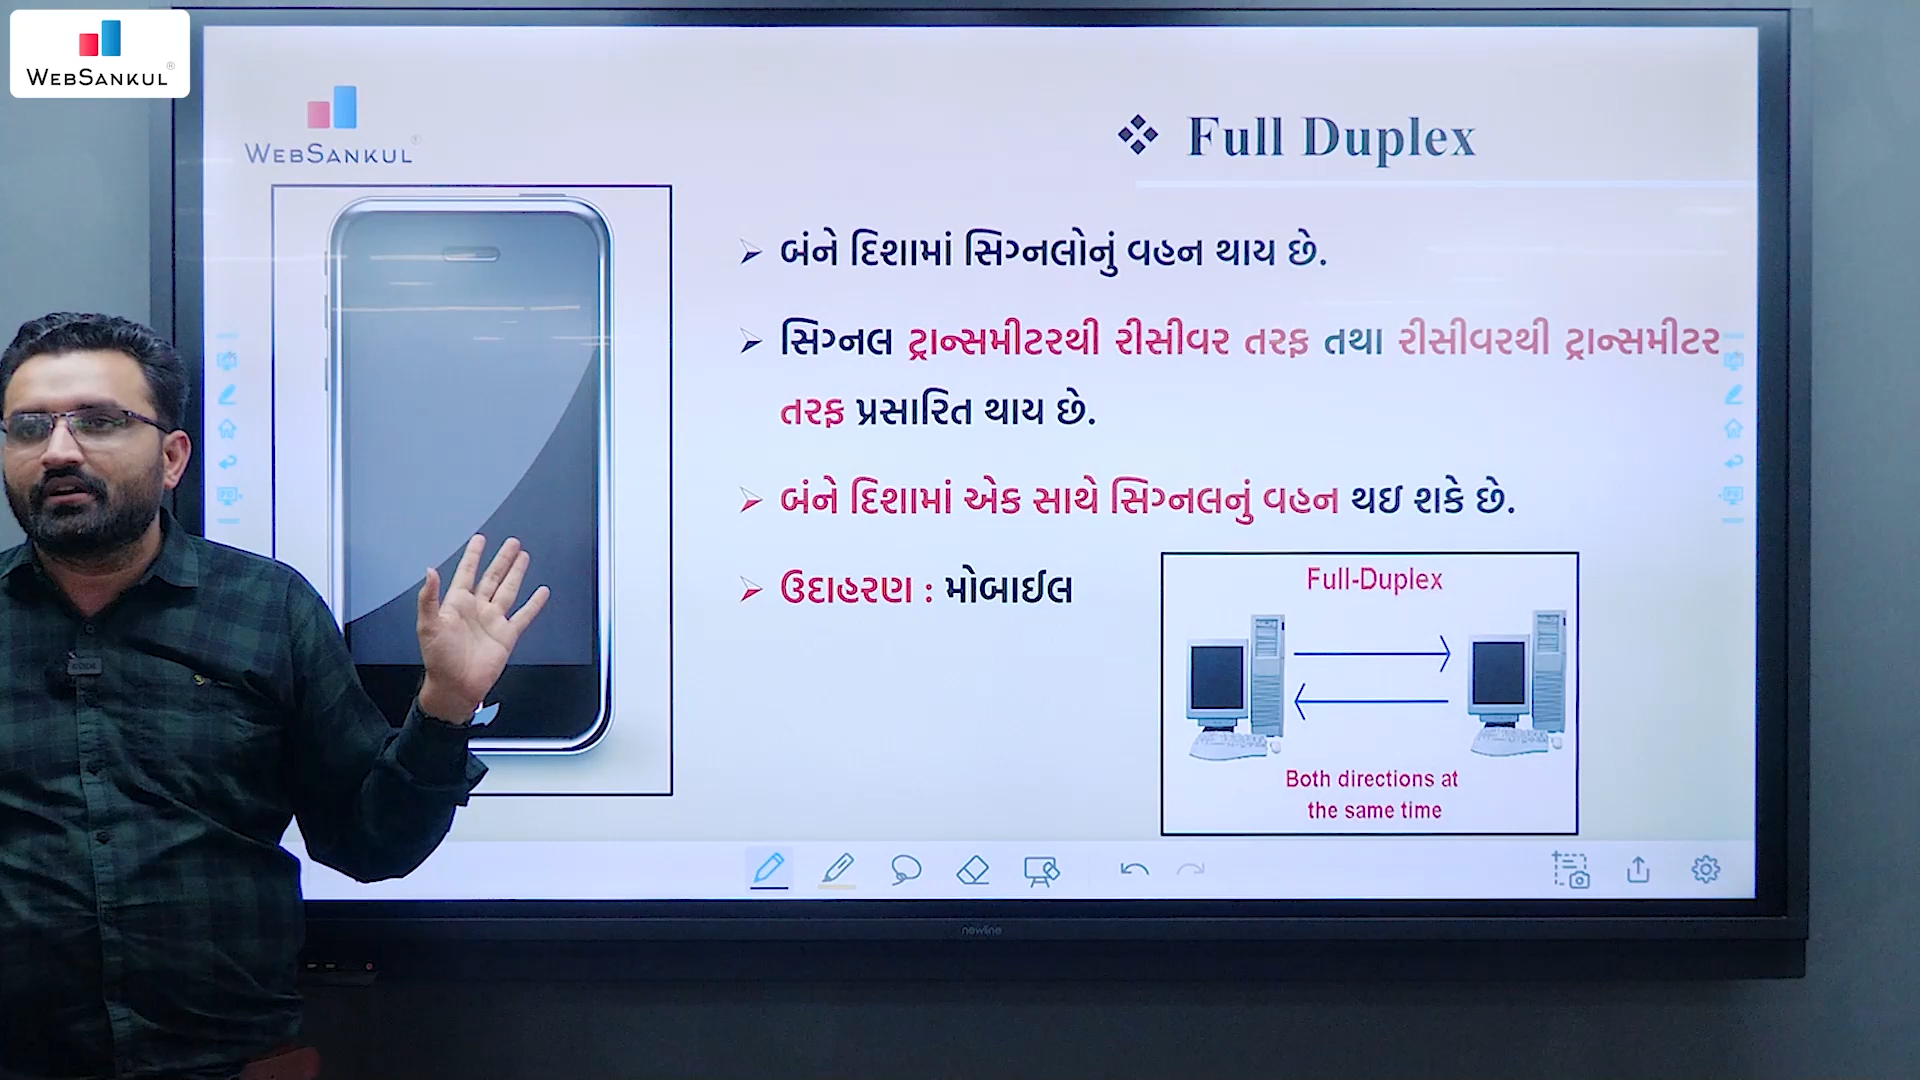 WEBSANKUL
WEBSANKUL
❖ Full Duplex
➢ બંને દિશામાં સિગ્નલોનું વહન થાય છે.
➢ સિગ્નલ ટ્રાન્સમીટરથી રીસીવર તરફ તથા રીસીવરથી ટ્રાન્સમીટર
તરફ પ્રસારિત થાય છે.
➢ બંને દિશામાં એક સાથે સિગ્નલનું વહન થઇ શકે છે.
➢ ઉદાહરણ : મોબાઈલ
Full-Duplex
Both directions at
the same time
newline